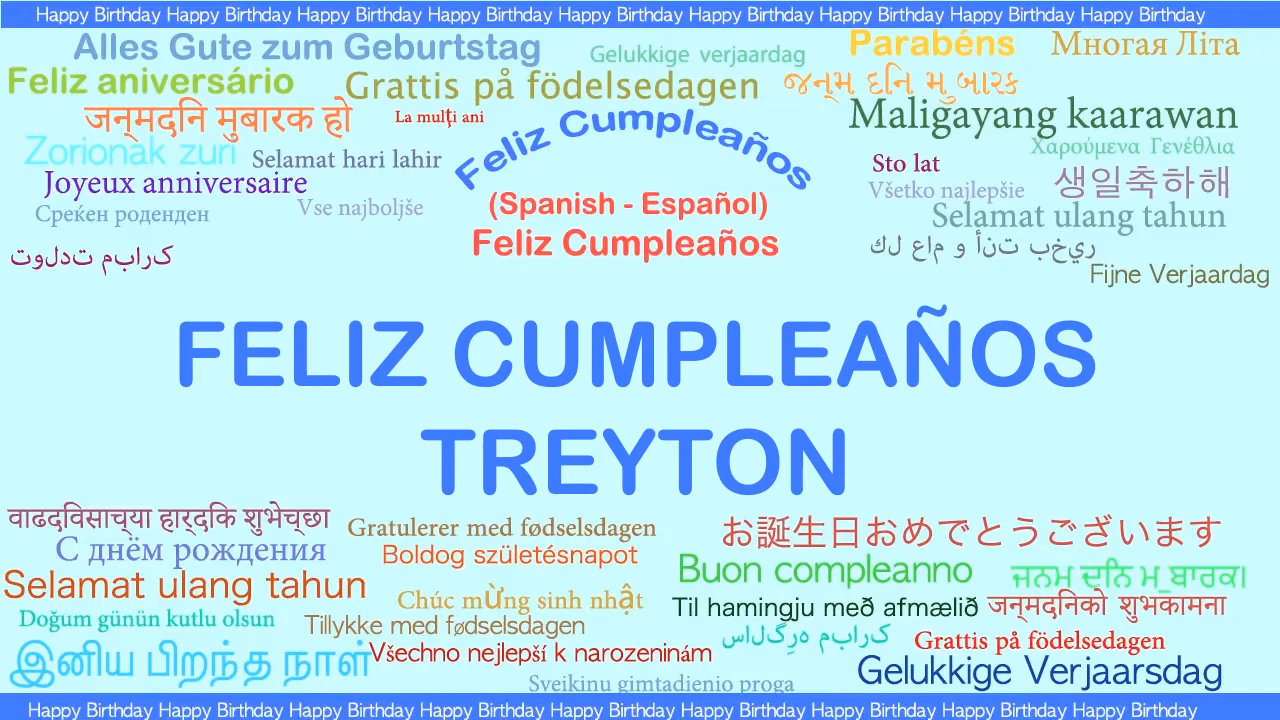 Happy Birthday Happy Birthday Happy Birthday Happy Birthday Happy Birthday Happy Birthday Happy Birthday Happy Birthday Happy Birthday
Alles Gute zum Geburtstag
Gelukkige verjaardag
Parabéns
Многая Літа
Feliz aniversário
Grattis på födelsedagen
જન્મ દિન મુબારક
जन्मदिन मुबारक हो
La mulţi ani
Feliz Cumpleaños
Maligayang kaarawan
Zorionak zuri
Selamat hari lahir
Χαρούμενα Γενέθλια
Sto lat
Joyeux anniversaire
Všetko najlepšie
생일축하해
(Spanish - Español)
Среќен роденден
Vse najboljše
Selamat ulang tahun
Feliz Cumpleaños
تولدت مبارک
كل عام و أنت بخير
Fijne Verjaardag
FELIZ CUMPLEAÑOS
TREYTON
वाढदिवसाच्या हार्दिक शुभेच्छा
Gratulerer med fødselsdagen
お誕生日おめでとうございます
С днём рождения
Boldog születésnapot
Buon compleanno
ਜਨਮ ਦਿਨ ਮੁਬਾਰਕ।
Selamat ulang tahun
Chúc mừng sinh nhật
Til hamingju með afmælið
जन्मदिनको शुभकामना
Doğum günün kutlu olsun
Tillykke med fødselsdagen
سالگِرہ مبارک
Grattis på födelsedagen
இனிய பிறந்த நாள்
Všechno nejlepší k narozeninám
Gelukkige Verjaarsdag
Sveikinu gimtadienio proga
Happy Birthday Happy Birthday Happy Birthday Happy Birthday Happy Birthday Happy Birthday Happy Birthday Happy Birthday Happy Birthday